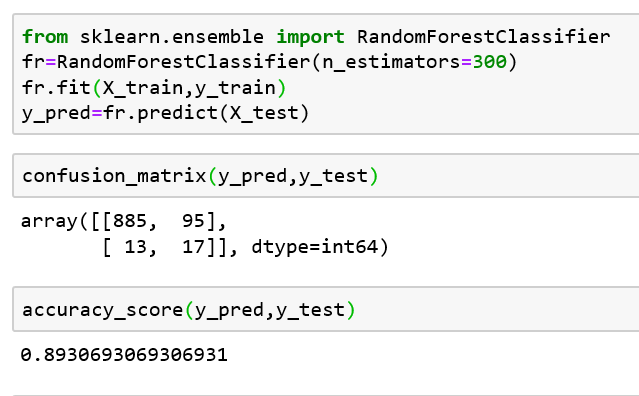 from sklearn.ensemble import RandomForestClassifier
fr=RandomForestClassifier(n_estimators=300)
fr.fit(X_train,y_train)
y_pred=fr.predict(X_test)
confusion_matrix(y_pred,y_test)
array([[885,  95],
       [ 13,  17]], dtype=int64)
accuracy_score(y_pred,y_test)
0.8930693069306931